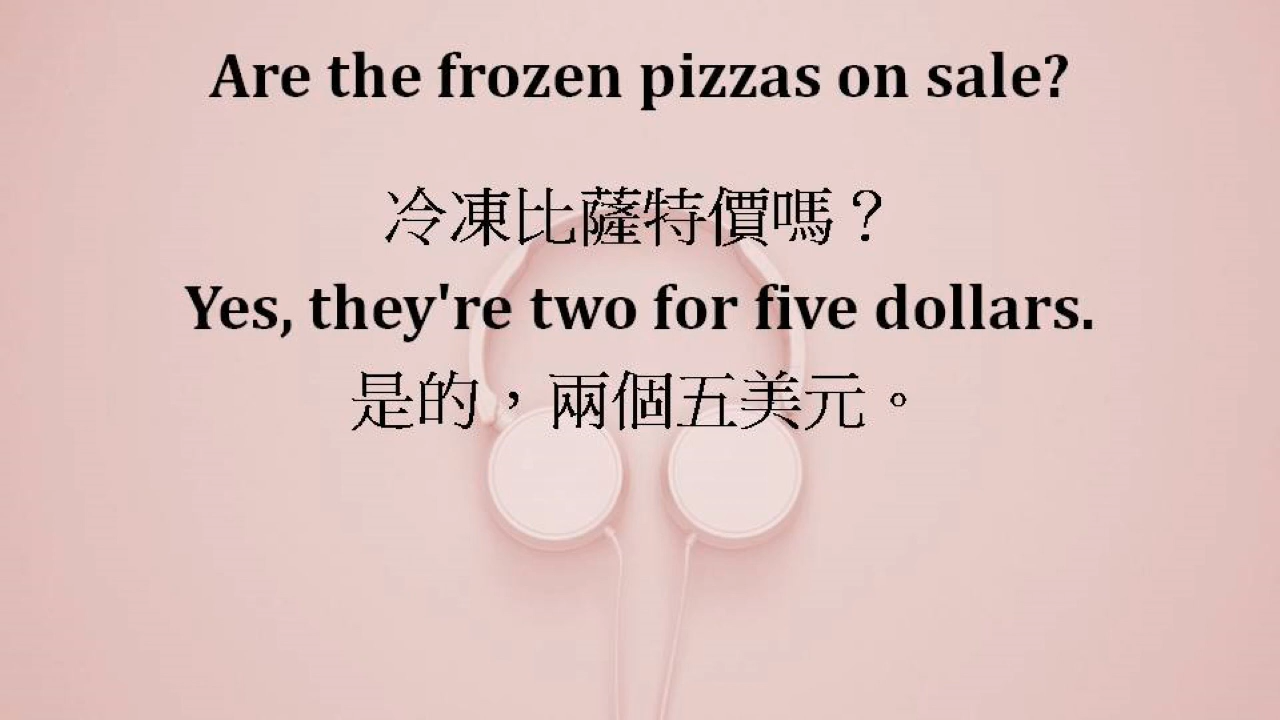 Are the frozen pizzas on sale?
冷凍比薩特價嗎？
Yes, they're two for five dollars.
是的，兩個五美元。